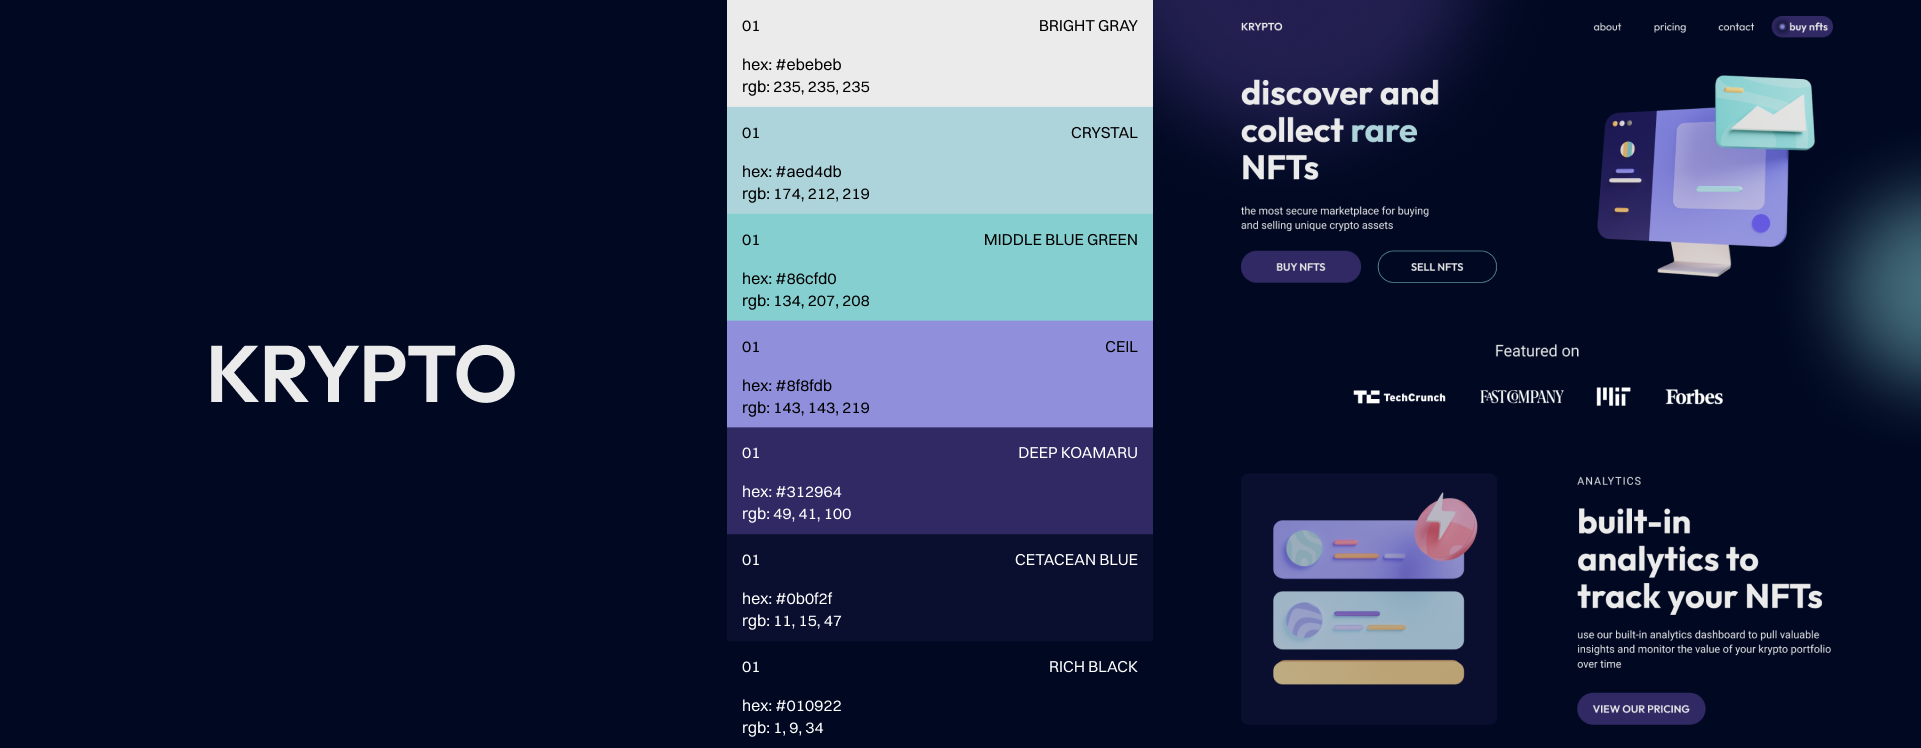 KRYPTO
01 BRIGHT GRAY
hex: #ebebeb
rgb: 235, 235, 235
01 CRYSTAL
hex: #aed4db
rgb: 174, 212, 219
01 MIDDLE BLUE GREEN
hex: #86cfd0
rgb: 134, 207, 208
01 CEIL
hex: #8f8fdb
rgb: 143, 143, 219
01 DEEP KOAMARU
hex: #312964
rgb: 49, 41, 100
01 CETACEAN BLUE
hex: #0b0f2f
rgb: 11, 15, 47
01 RICH BLACK
hex: #010922
rgb: 1, 9, 34
KRYPTO about pricing contact buy nfts
discover and
collect rare
NFTs
the most secure marketplace for buying
and selling unique crypto assets
BUY NFTS SELL NFTS
Featured on
TC TechCrunch FAST COMPANY MIT Forbes
ANALYTICS
built-in
analytics to
track your NFTs
use our built-in analytics dashboard to pull valuable
insights and monitor the value of your krypto portfolio
over time
VIEW OUR PRICING